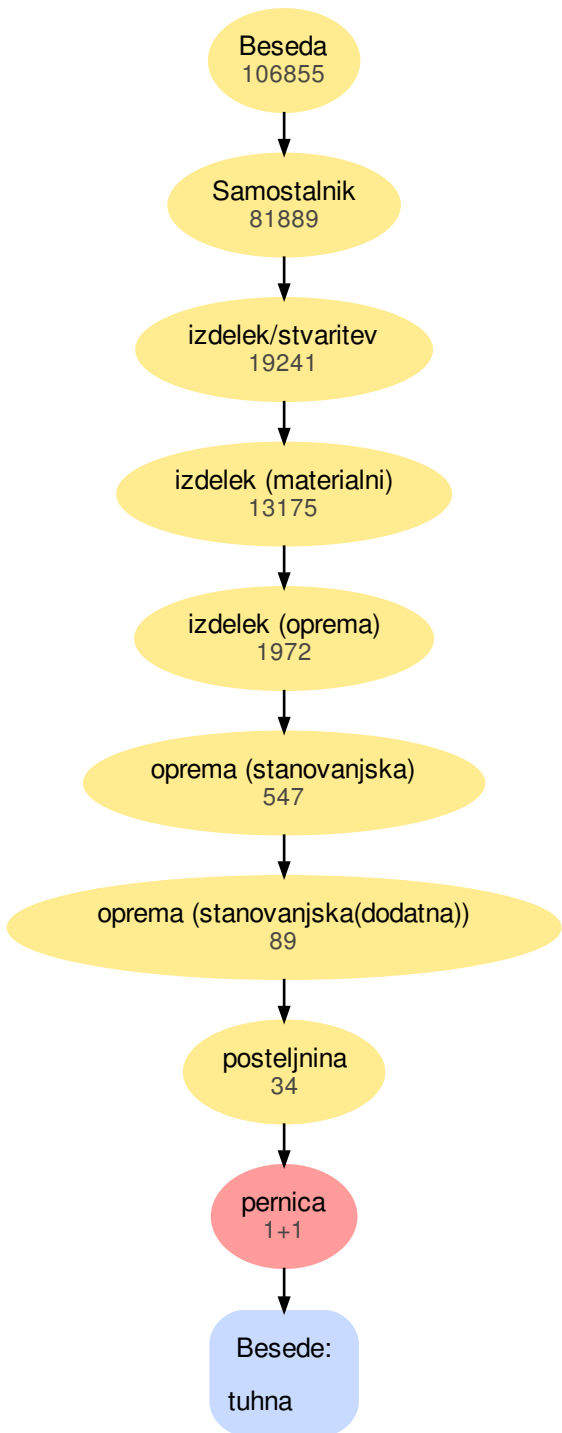 Beseda
106855
Samostalnik
81889
izdelek/stvaritev
19241
izdelek (materialni)
13175
izdelek (oprema)
1972
oprema (stanovanjska)
547
oprema (stanovanjska(dodatna))
89
posteljnina
34
pernica
1+1
Besede:
tuhna